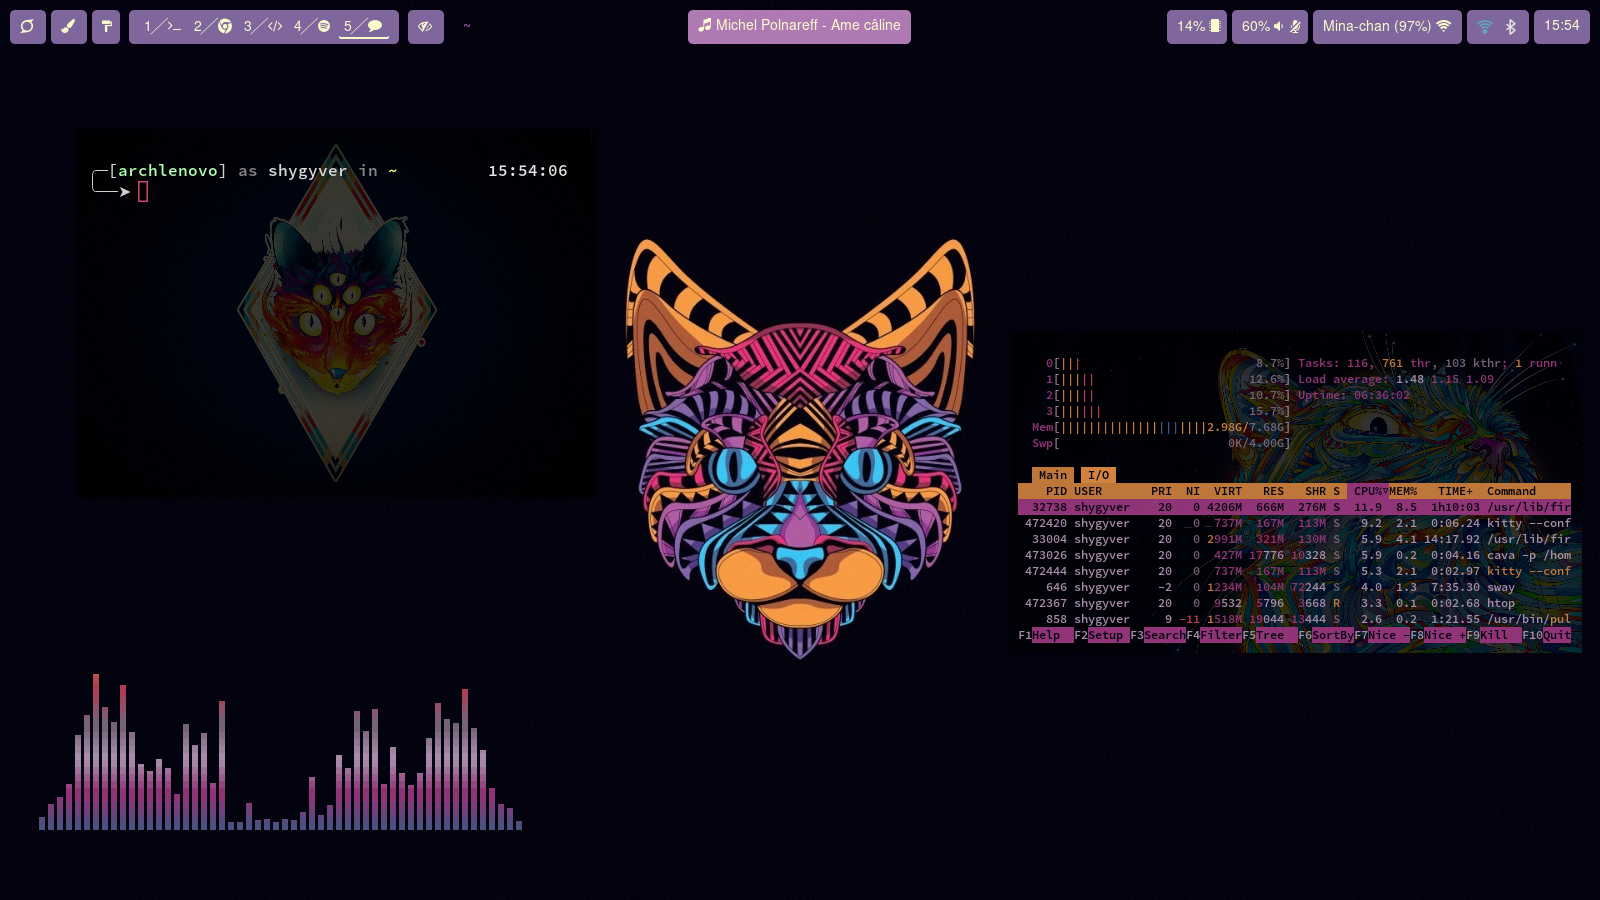 1 2 3 4 5 ~
Michel Polnareff - Ame câline
14% 60% Mina-chan (97%) 15:54
[archlenovo] as shygyver in ~ 15:54:06
0[||| 8.7%] Tasks: 116, 761 thr, 103 kthr; 1 runn
1[||||| 12.6%] Load average: 1.48 1.15 1.09
2[||||| 10.7%] Uptime: 06:36:02
3[|||||| 15.7%]
Mem[|||||||||||||||||||||2.98G/7.68G]
Swp[ 0K/4.00G]
Main I/O
PID USER PRI NI VIRT RES SHR S CPU%▽MEM% TIME+ Command
32738 shygyver 20 0 4206M 666M 276M S 11.9 8.5 1h10:03 /usr/lib/fir
472420 shygyver 20 0 737M 167M 113M S 9.2 2.1 0:06.24 kitty --conf
33004 shygyver 20 0 2991M 321M 130M S 5.9 4.1 14:17.92 /usr/lib/fir
473026 shygyver 20 0 427M 17776 10328 S 5.9 0.2 0:04.16 cava -p /hom
472444 shygyver 20 0 737M 167M 113M S 5.3 2.1 0:02.97 kitty --conf
646 shygyver -2 0 1234M 104M 72244 S 4.0 1.3 7:35.30 sway
472367 shygyver 20 0 9532 5796 3668 R 3.3 0.1 0:02.68 htop
858 shygyver 9 -11 1518M 19044 13444 S 2.6 0.2 1:21.55 /usr/bin/pul
F1Help F2Setup F3SearchF4FilterF5Tree F6SortByF7Nice -F8Nice +F9Kill F10Quit